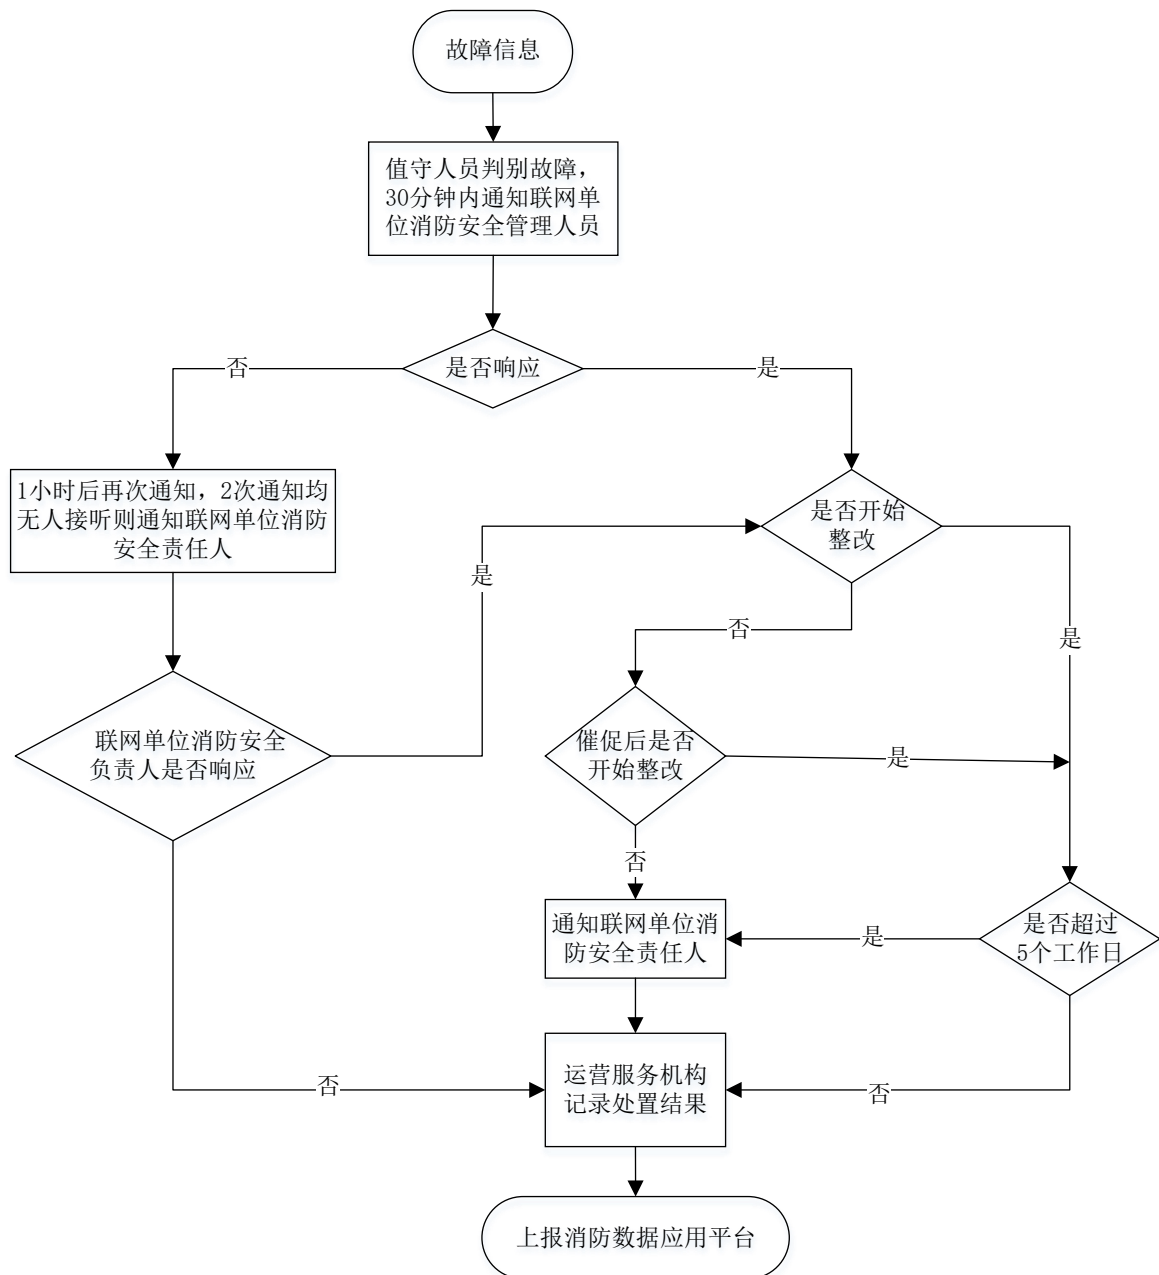 故障信息
值守人员判别故障，
30分钟内通知联网单
位消防安全管理人员
是否响应
否
是
1小时后再次通知，2次通知均
无人接听则通知联网单位消防
安全责任人
是否开始
整改
是
否
是
联网单位消防安全
负责人是否响应
催促后是否
开始整改
是
否
通知联网单位消
防安全责任人
是
是否超过
5个工作日
运营服务机构
记录处置结果
否
否
上报消防数据应用平台